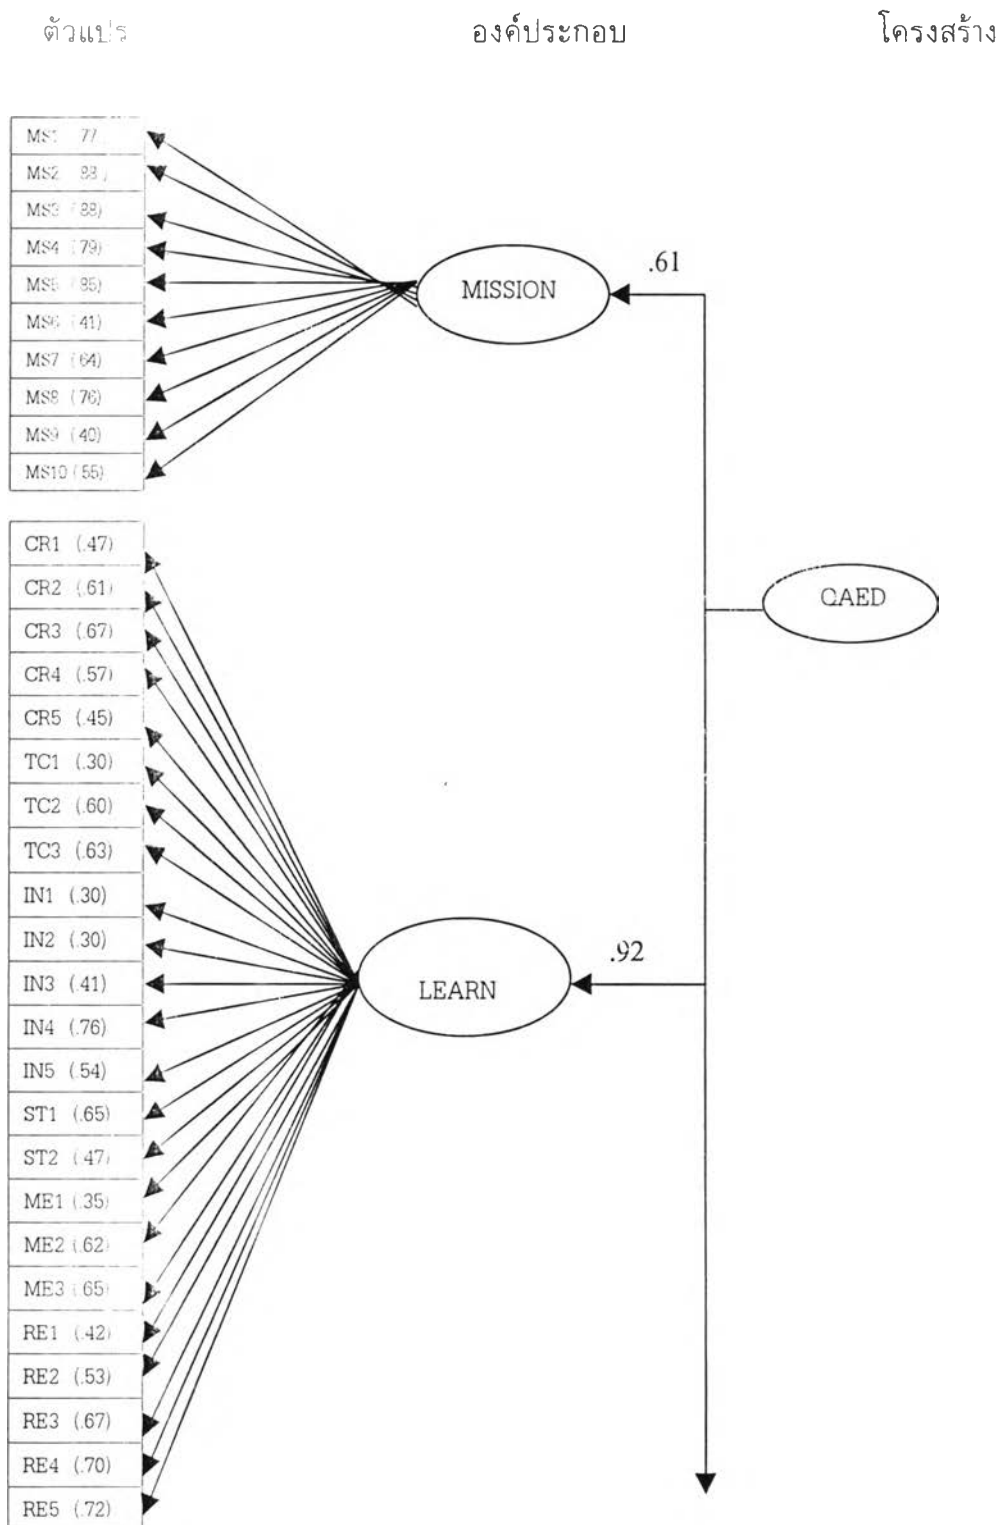 ตัวแปร องค์ประกอบ โครงสร้าง
MS1 77
MS2 88)
MS3 (88)
MS4 (79)
MS5 (85)
MS6 (41)
MS7 (64)
MS8 (76)
MS9 (40)
MS10 (55)
MISSION
.61
QAED
CR1 (.47)
CR2 (.61)
CR3 (.67)
CR4 (.57)
CR5 (.45)
TC1 (.30)
TC2 (.60)
TC3 (.63)
IN1 (.30)
IN2 (.30)
IN3 (.41)
IN4 (.76)
IN5 (.54)
ST1 (.65)
ST2 (.47)
ME1 (.35)
ME2 (.62)
ME3 (.65)
RE1 (.42)
RE2 (.53)
RE3 (.67)
RE4 (.70)
RE5 (.72)
LEARN
.92